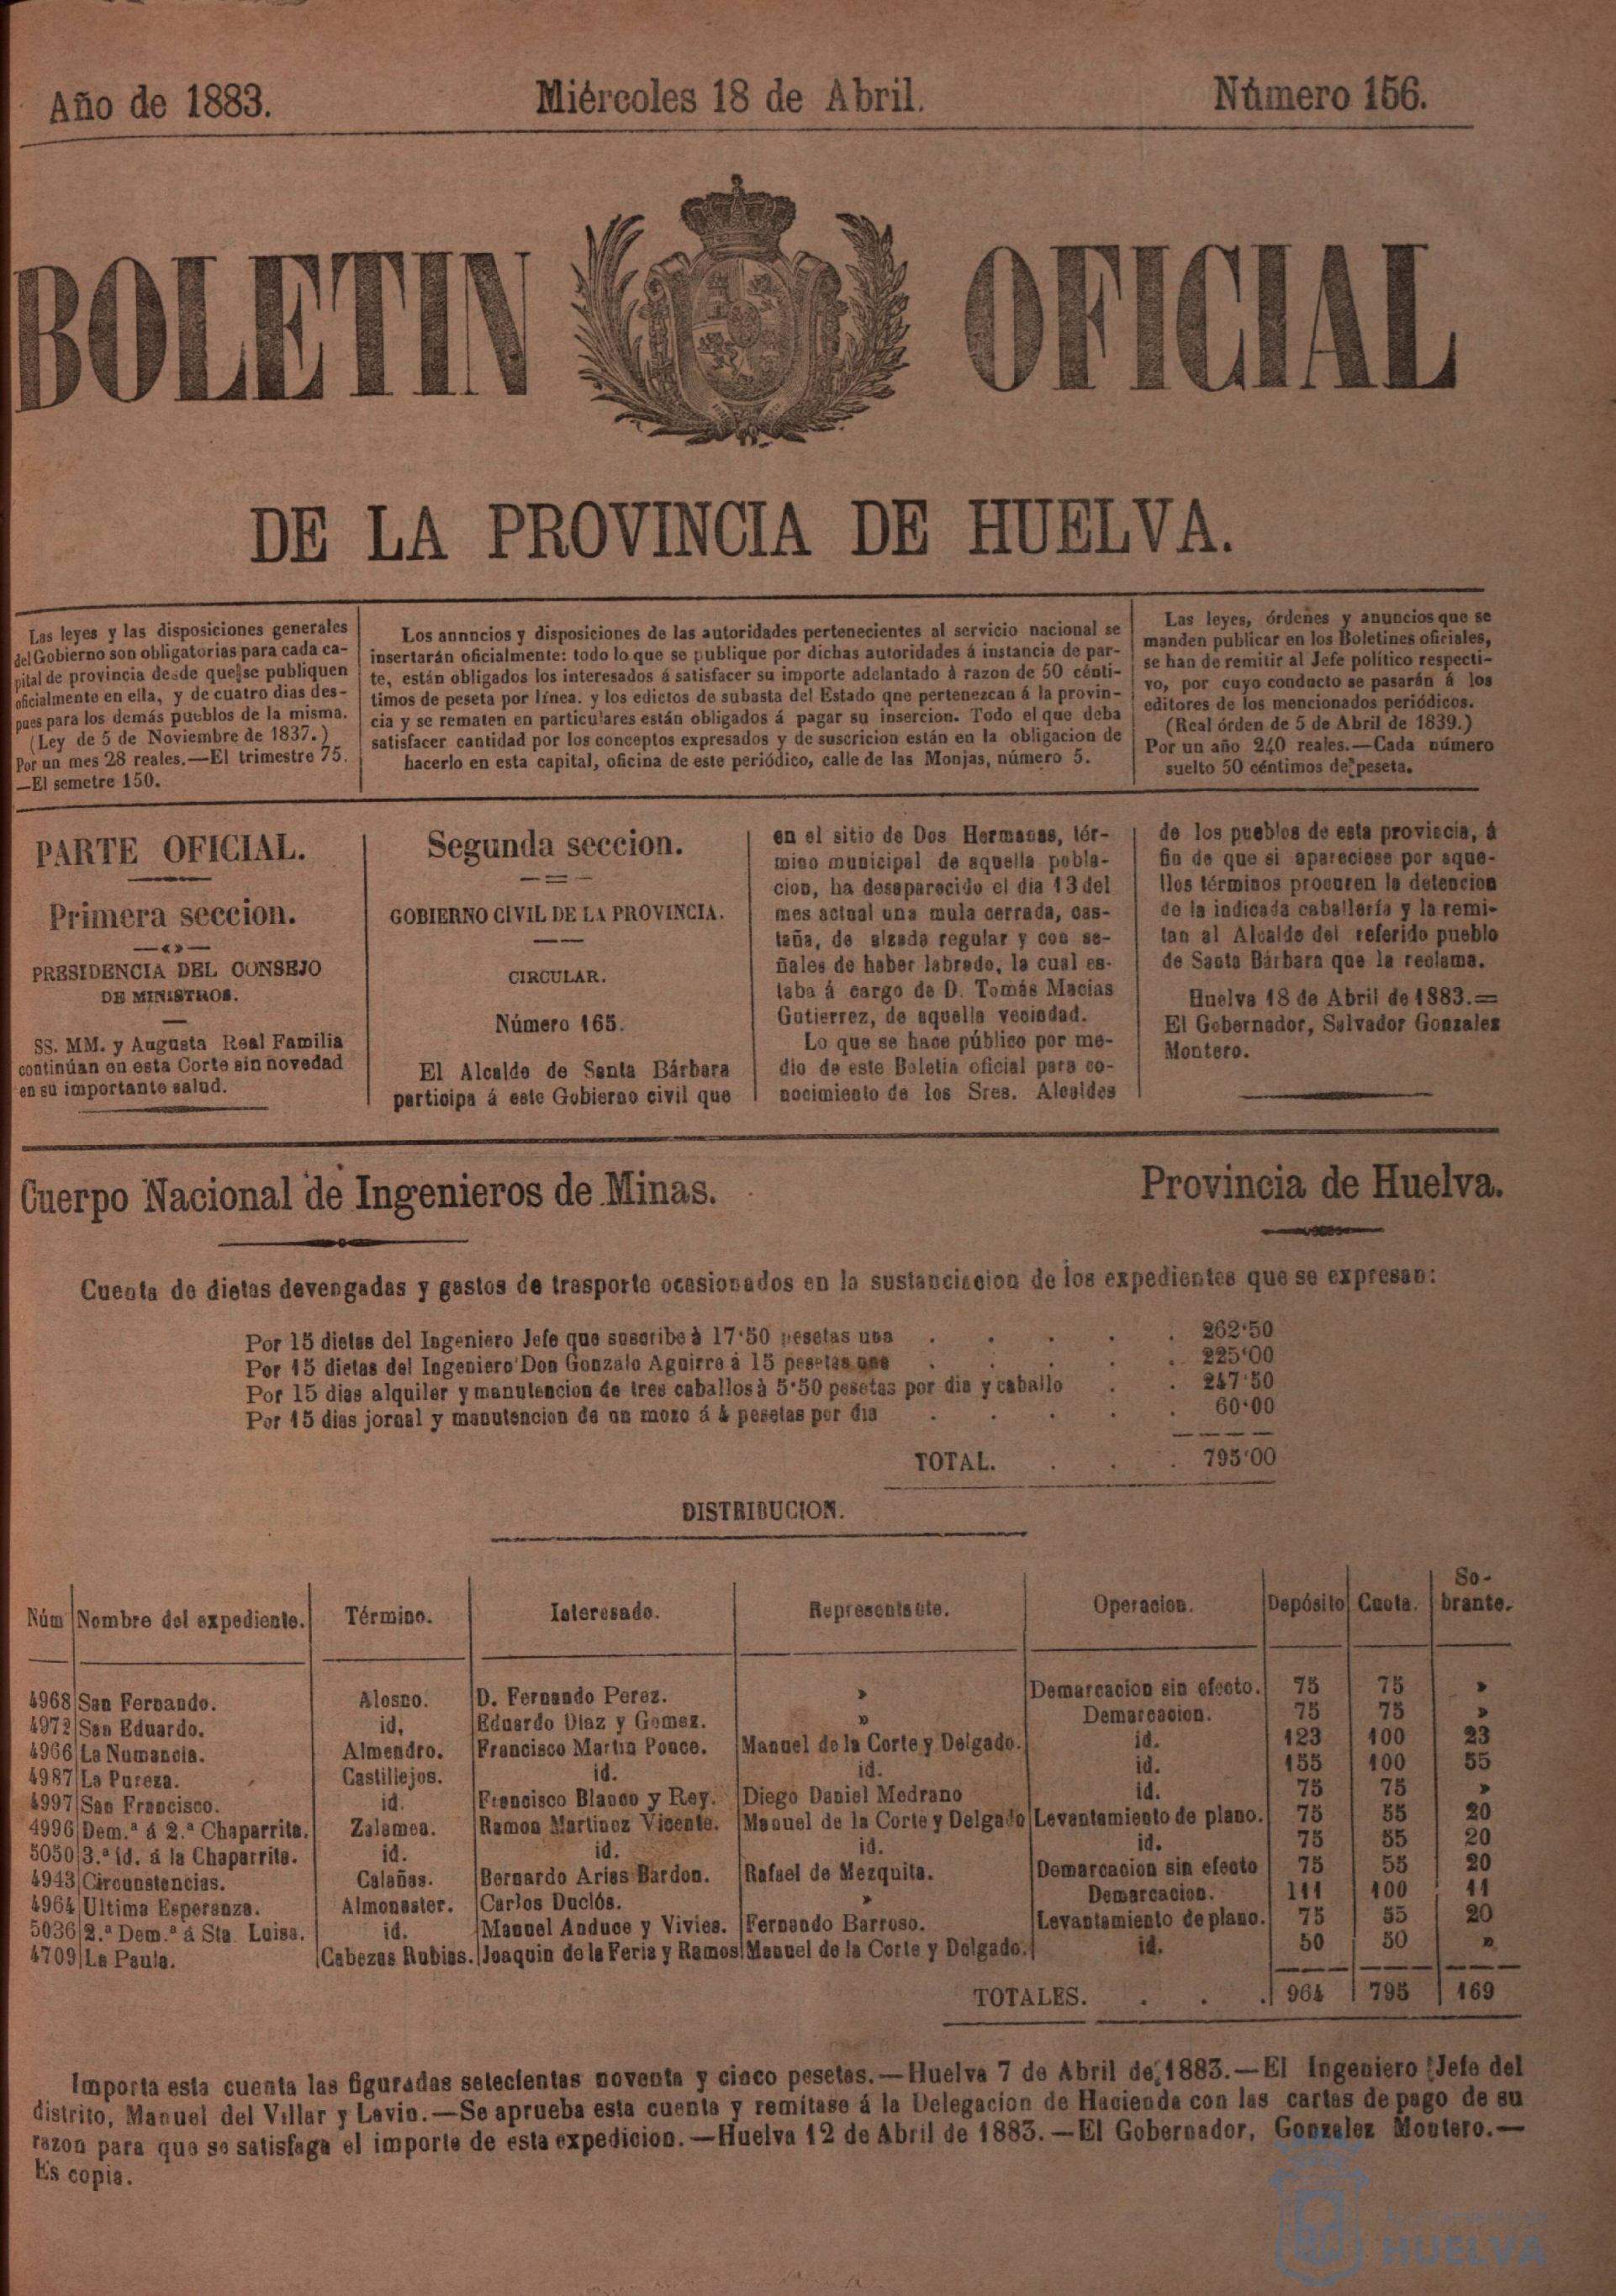 Año de 1883.
Miércoles 18 de Abril.
Número 156.
BOLETIN OFICIAL
DE LA PROVINCIA DE HUELVA.
Las leyes y las disposiciones generales
del Gobierno son obligatorias para cada ca-
pital de provincia desde que se publiquen
oficialmente en ella, y de cuatro dias des-
pues para los demás pueblos de la misma.
(Ley de 5 de Noviembre de 1837.)
Por un mes 28 reales.—El trimestre 75.
—El semetre 150.
Los annncios y disposiciones de las autoridades pertenecientes al servicio nacional se
insertarán oficialmente: todo lo que se publique por dichas autoridades á instancia de par-
te, están obligados los interesados á satisfacer su importe adelantado à razon de 50 cénti-
timos de peseta por línea. y los edictos de subasta del Estado qne pertenezcan á la provin-
cia y se rematen en particulares están obligados á pagar su insercion. Todo el que deba
satisfacer cantidad por los conceptos expresados y de suscricion están en la obligacion de
hacerlo en esta capital, oficina de este periódico, calle de las Monjas, número 5.
Las leyes, órdenes y anuncios que se
manden publicar en los Boletines oficiales,
se han de remitir al Jefe político respecti-
vo, por cuyo conducto se pasarán á los
editores de los mencionados periódicos.
(Real órden de 5 de Abril de 1839.)
Por un año 240 reales.—Cada número
suelto 50 céntimos de peseta.
PARTE OFICIAL.
Primera seccion.
PRESIDENCIA DEL CONSEJO
DE MINISTROS.
SS. MM. y Augusta Real Familia
continúan en esta Corte sin novedad
en su importante salud.
Segunda seccion.
GOBIERNO CIVIL DE LA PROVINCIA.
CIRCULAR.
Número 165.
El Alcalde de Santa Bárbara
participa á este Gobierno civil que
en el sitio de Dos Hermanas, tér-
mino municipal de aquella pobla-
cion, ha desaparecido el dia 13 del
mes actual una mula cerrada, cas-
taña, de alzada regular y con se-
ñales de haber labrado, la cual es-
taba á cargo de D. Tomás Macias
Gutierrez, de aquella vecindad.
Lo que se hace público por me-
dio de este Boletin oficial para co-
nocimiento de los Sres. Alcaldes
de los pueblos de esta provincia, á
fin de que si apareciese por aque-
llos términos procuren la detencion
de la indicada caballería y la remi-
tan al Alcalde del referido pueblo
de Santa Bárbara que la reclama.
Huelva 18 de Abril de 1883.=
El Gobernador, Salvador Gonzalez
Montero.
Cuerpo Nacional de Ingenieros de Minas.
Provincia de Huelva.
Cuenta de dietas devengadas y gastos de trasporte ocasionados en la sustanciacion de los expedientes que se expresan:
Por 15 dietas del Ingeniero Jefe que suscribe à 17'50 pesetas una . . . . . 262'50
Por 15 dietas del Ingeniero Don Gonzalo Aguirre á 15 pesetas una . . . . . 225'00
Por 15 dias alquiler y manutencion de tres caballos à 5'50 pesetas por dia y caballo . . 247'50
Por 15 dias jornal y manutencion de un mozo á 4 pesetas por dia . . . . . 60'00
TOTAL. . . . 795'00
DISTRIBUCION.
Núm Nombre del expediente. Término. Interesado. Representante. Operacion. Depósito Cuota. So-
brante.
4968 San Fernando. Alosno. D. Fernando Perez. » Demarcacion sin efecto. 75 75 »
4972 San Eduardo. id. Eduardo Diaz y Gomez. » Demarcacion. 75 75 »
4966 La Numancia. Almendro. Francisco Martin Ponce. Manuel de la Corte y Delgado. id. 123 100 23
4987 La Pureza. Castillejos. id. id. id. 155 100 55
4997 San Francisco. id. Francisco Blanco y Rey. Diego Daniel Medrano id. 75 75 »
4996 Dem.ª á 2.ª Chaparrita. Zalamea. Ramon Martinez Vicente. Manuel de la Corte y Delgado Levantamiento de plano. 75 55 20
5050 3.ª id. á la Chaparrita. id. id. id. id. 75 55 20
4943 Circunstencias. Calañas. Bernardo Arias Bardon. Rafael de Mezquita. Demarcacion sin efecto 75 55 20
4964 Ultima Esperanza. Almonaster. Carlos Duclós. » Demarcacion. 111 100 11
5036 2.ª Dem.ª á Sta. Luisa. id. Manuel Anduce y Vivies. Fernando Barroso. Levantamiento de plano. 75 55 20
4709 La Paula. Cabezas Rubias. Joaquin de la Feria y Ramos Manuel de la Corte y Delgado. id. 50 50 »
TOTALES. . . . 964 795 169
Importa esta cuenta las figuradas setecientas noventa y cinco pesetas.—Huelva 7 de Abril de 1883.—El Ingeniero Jefe del
distrito, Manuel del Villar y Lavin.—Se aprueba esta cuenta y remítase á la Delegacion de Hacienda con las cartas de pago de su
razon para que se satisfaga el importe de esta expedicion.—Huelva 12 de Abril de 1883.—El Gobernador, Gonzalez Montero.—
Es copia.
HUELVA